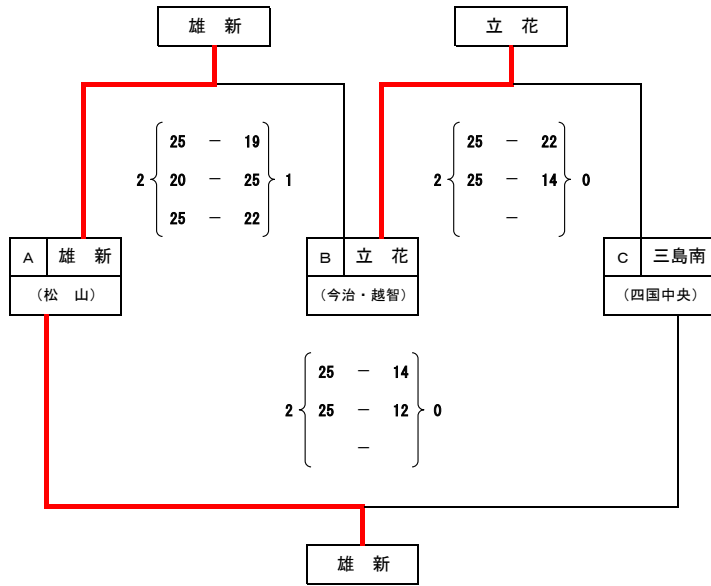 雄 新
立 花
25 － 19
2 20 － 25 1
25 － 22
25 － 22
2 25 － 14 0
－
A 雄 新
(松 山)
B 立 花
(今治・越智)
C 三島南
(四国中央)
25 － 14
2 25 － 12 0
－
雄 新